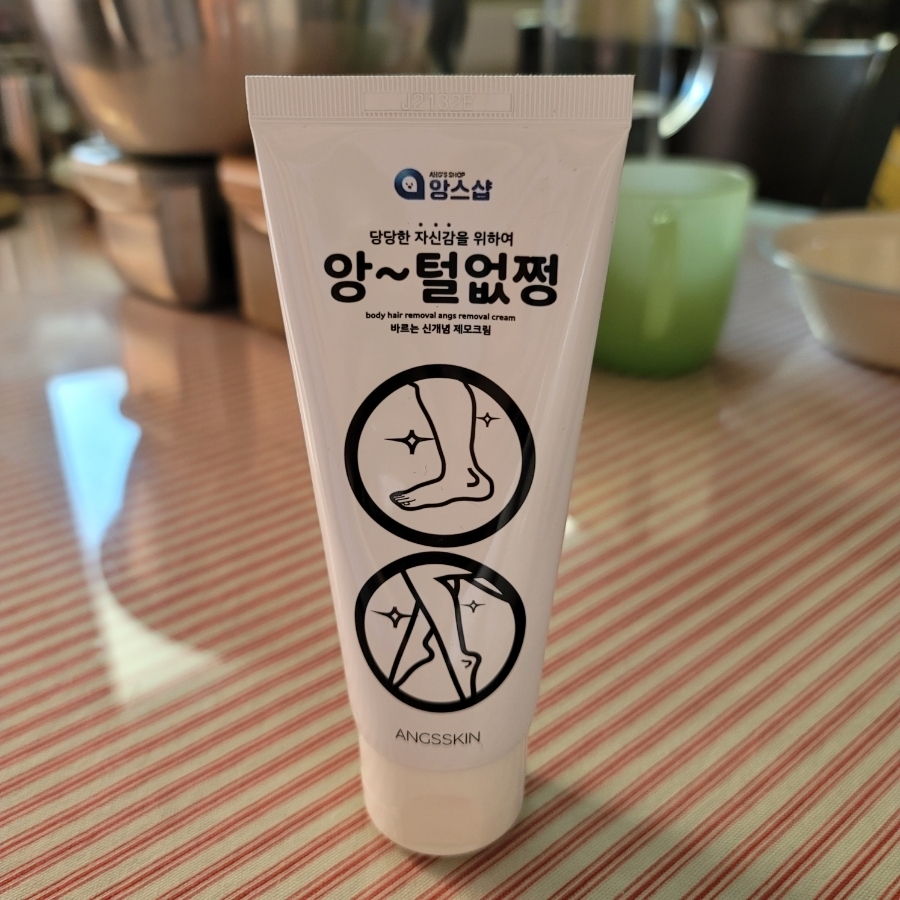 J2132E
ANG'S SHOP
앙스샵
당당한 자신감을 위하여
앙~털없쩡
body hair removal angs removal cream
바르는 신개념 제모크림
ANGSSKIN